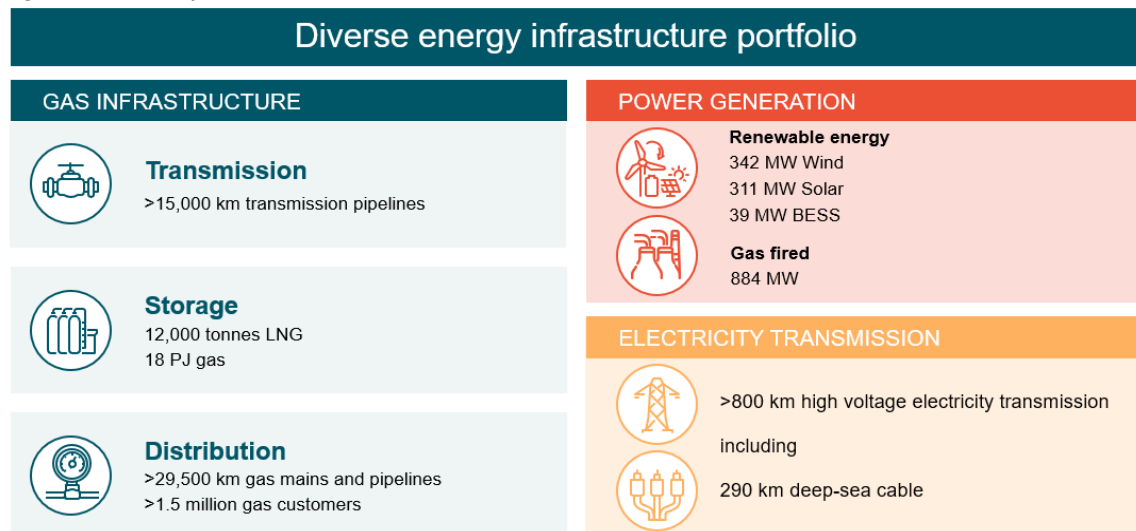 Diverse energy infrastructure portfolio
GAS INFRASTRUCTURE
Transmission
>15,000 km transmission pipelines
Storage
12,000 tonnes LNG
18 PJ gas
Distribution
>29,500 km gas mains and pipelines
>1.5 million gas customers
POWER GENERATION
Renewable energy
342 MW Wind
311 MW Solar
39 MW BESS
Gas fired
884 MW
ELECTRICITY TRANSMISSION
>800 km high voltage electricity transmission
including
290 km deep-sea cable